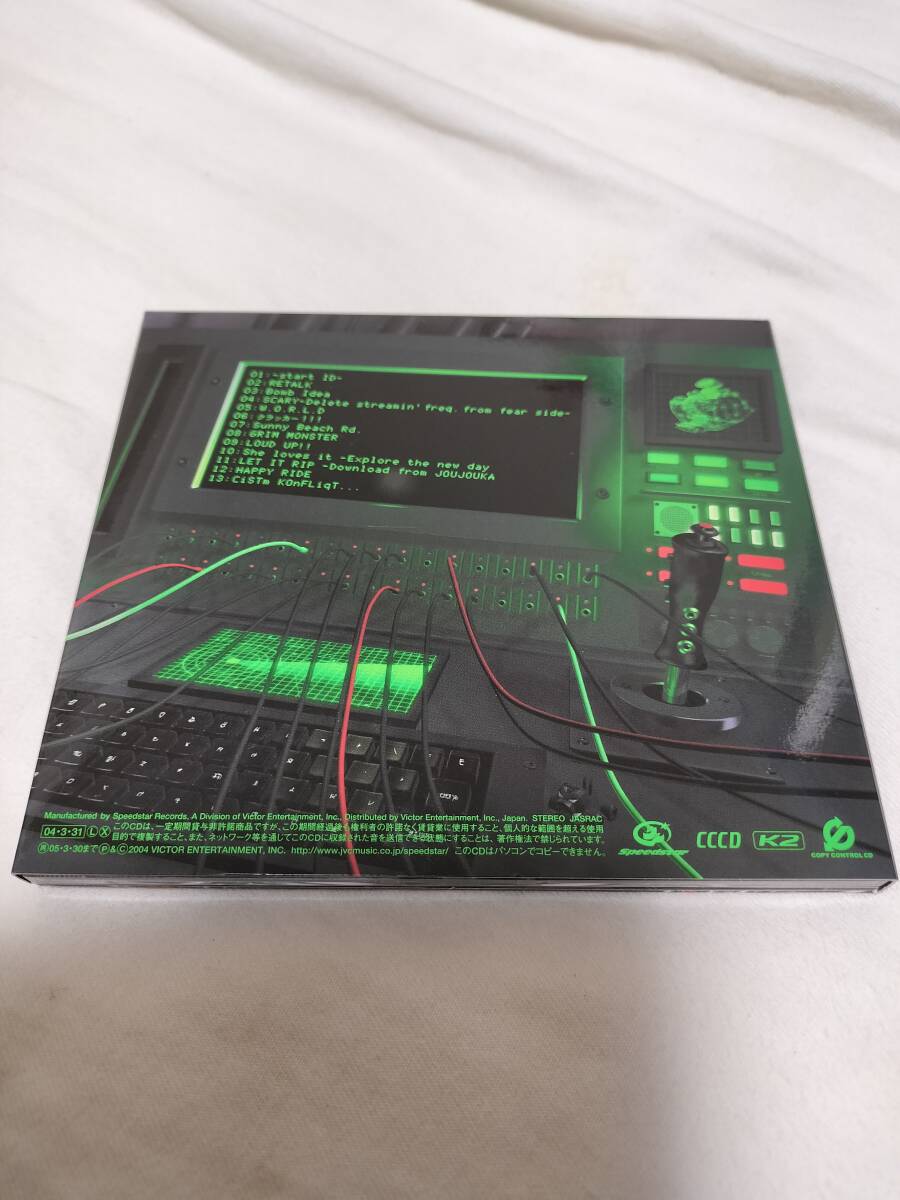 01:-start ID-
02:RETALK
03:Bomb Idea
04:SCARY-Delete streamin'freq. from fear side-
05:W.O.R.L.D
06:クラッカー!!!
07:Sunny Beach Rd.
08:GRIM MONSTER
09:LOUD UP!!
10:She loves it -Explore the new day
11:LET IT RIP -Download from JOUJOUKA
12:HAPPY RIDE
13:CiSTm KOnFLiqT...
Manufactured by Speedstar Records, A Division of Victor Entertainment, Inc., Distributed by Victor Entertainment, Inc., Japan. STEREO JASRAC
04・3・31 L X このCDは、一定期間貸与非許諾商品ですが、この期間経過後も権利者の許諾なく賃貸業に使用すること、個人的な範囲を超える使用
目的で複製すること、また、ネットワーク等を通じてこのCDに収録された音を送信できる状態にすることは、著作権法で禁じられています。
Ⓡ05・3・30まで Ⓟ&Ⓒ2004 VICTOR ENTERTAINMENT, INC. http://www.jvcmusic.co.jp/speedstar/ このCDはパソコンでコピーできません。
Speedstar
CCCD
K2
COPY CONTROL CD